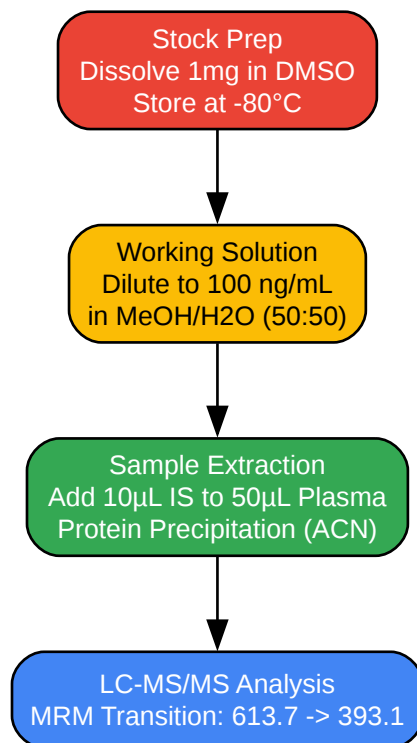 Stock Prep
Dissolve 1mg in DMSO
Store at -80°C
Working Solution
Dilute to 100 ng/mL
in MeOH/H2O (50:50)
Sample Extraction
Add 10µL IS to 50µL Plasma
Protein Precipitation (ACN)
LC-MS/MS Analysis
MRM Transition: 613.7 -> 393.1